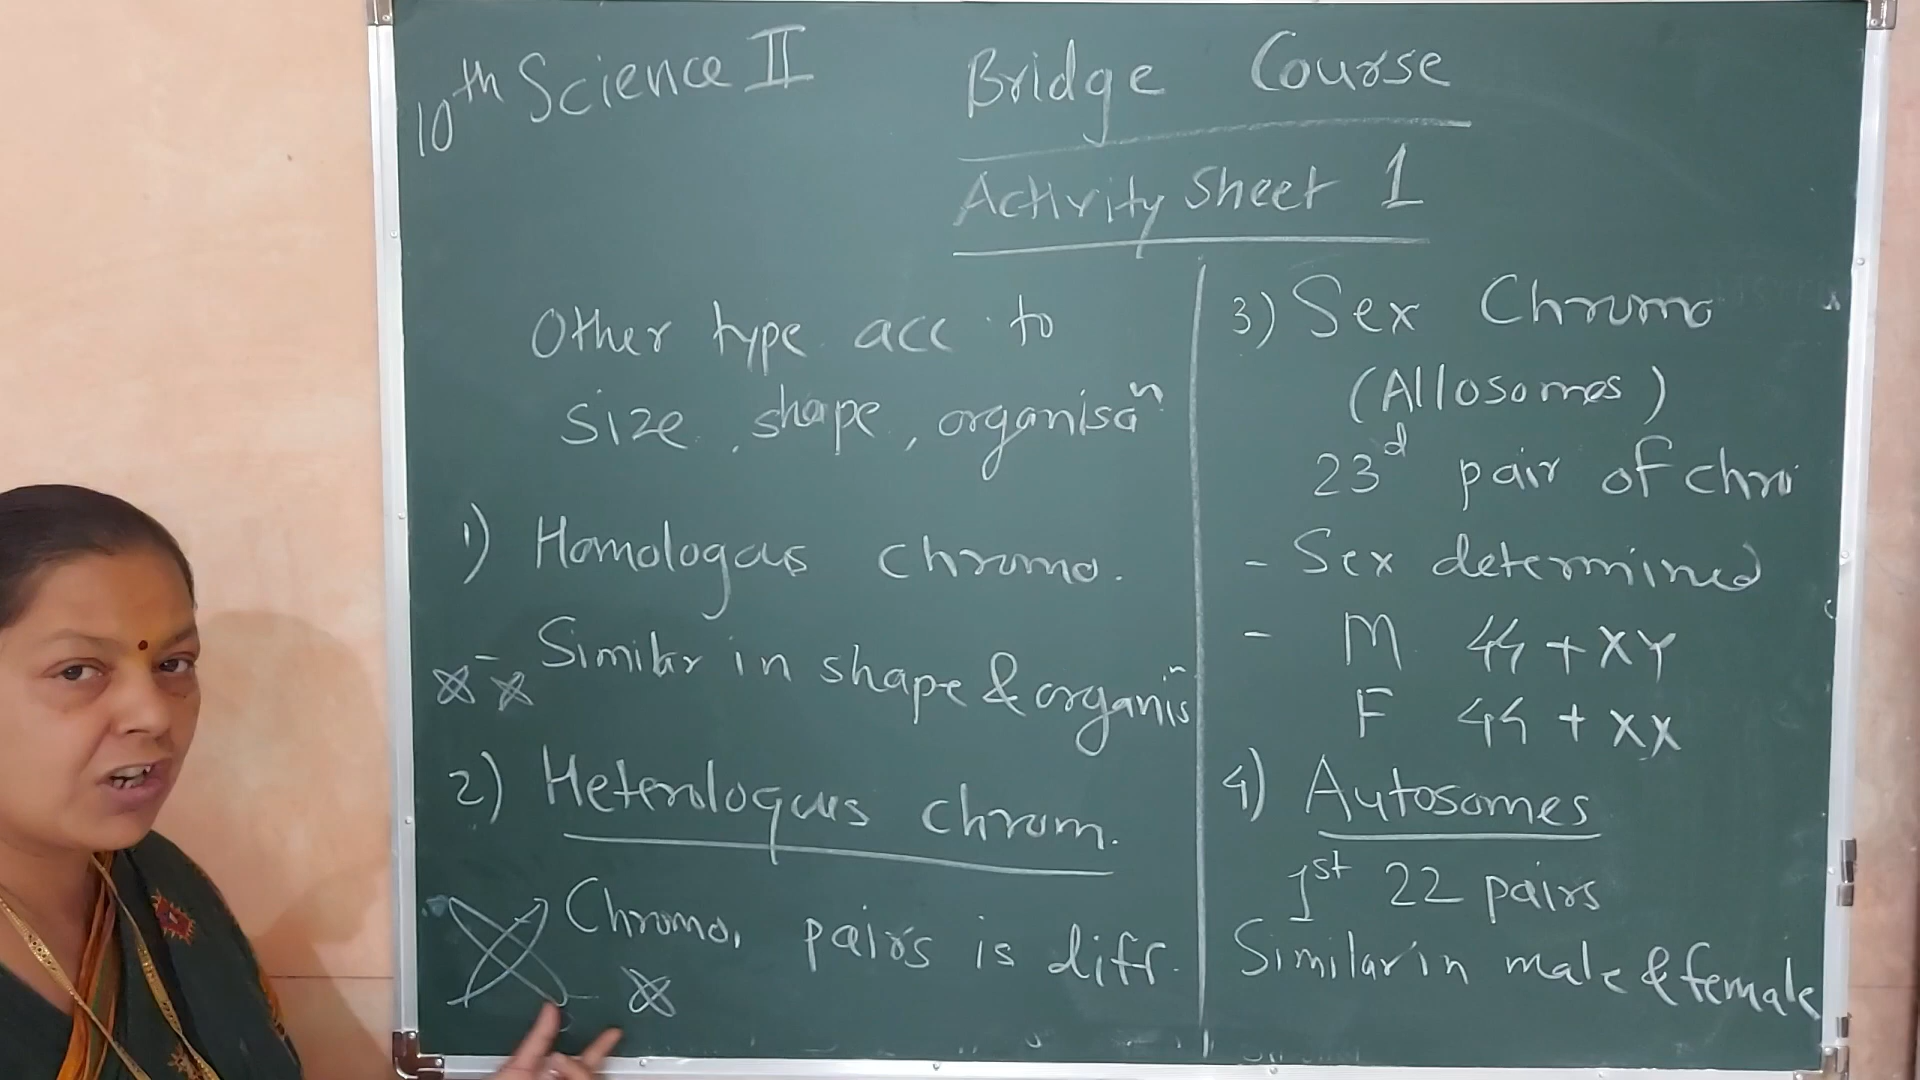 10th Science II
Bridge Course
Activity Sheet 1
Other type acc. to
size, shape, organisaⁿ
1) Homologous chromo.
- Similar in shape & organisⁿ
2) Heterologous chrom.
Chromo. pairs is diff.
3) Sex Chromo
(Allosomes)
23d pair of chro
- Sex determined
- M 44 + XY
F 44 + XX
4) Autosomes
1st 22 pairs
Similar in male & female